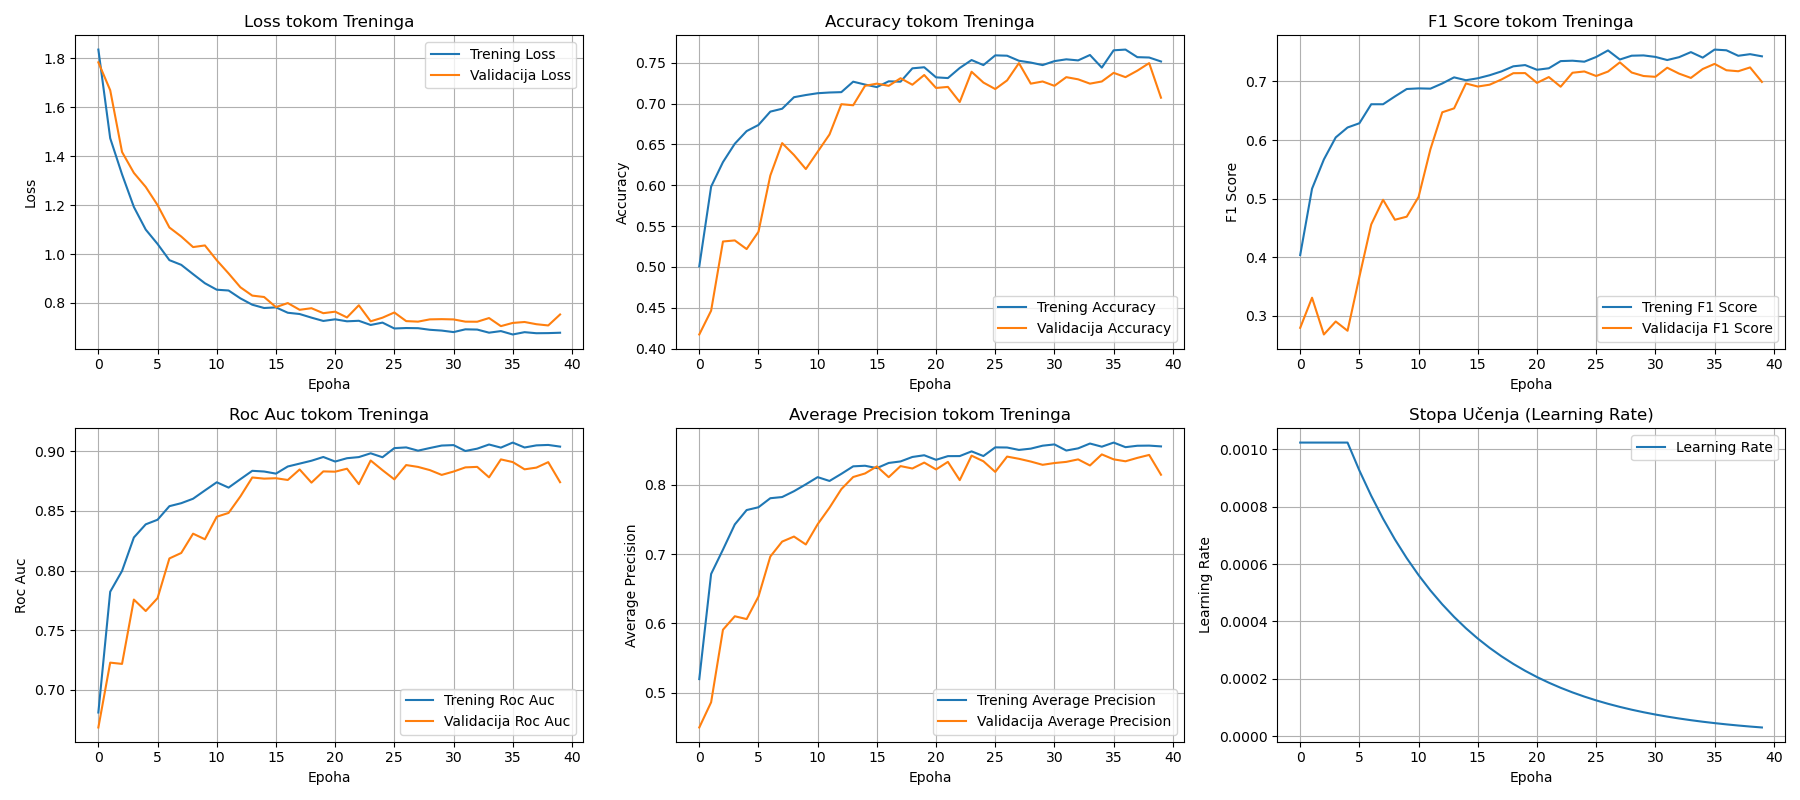 Loss tokom Treninga
1.8
1.6
1.4
1.2
1.0
0.8
Loss
Trening Loss
Validacija Loss
0 5 10 15 20 25 30 35 40
Epoha
Accuracy tokom Treninga
0.75
0.70
0.65
0.60
0.55
0.50
0.45
0.40
Accuracy
Trening Accuracy
Validacija Accuracy
0 5 10 15 20 25 30 35 40
Epoha
F1 Score tokom Treninga
0.7
0.6
0.5
0.4
0.3
F1 Score
Trening F1 Score
Validacija F1 Score
0 5 10 15 20 25 30 35 40
Epoha
Roc Auc tokom Treninga
0.90
0.85
0.80
0.75
0.70
Roc Auc
Trening Roc Auc
Validacija Roc Auc
0 5 10 15 20 25 30 35 40
Epoha
Average Precision tokom Treninga
0.8
0.7
0.6
0.5
Average Precision
Trening Average Precision
Validacija Average Precision
0 5 10 15 20 25 30 35 40
Epoha
Stopa Učenja (Learning Rate)
0.0010
0.0008
0.0006
0.0004
0.0002
0.0000
Learning Rate
Learning Rate
0 5 10 15 20 25 30 35 40
Epoha